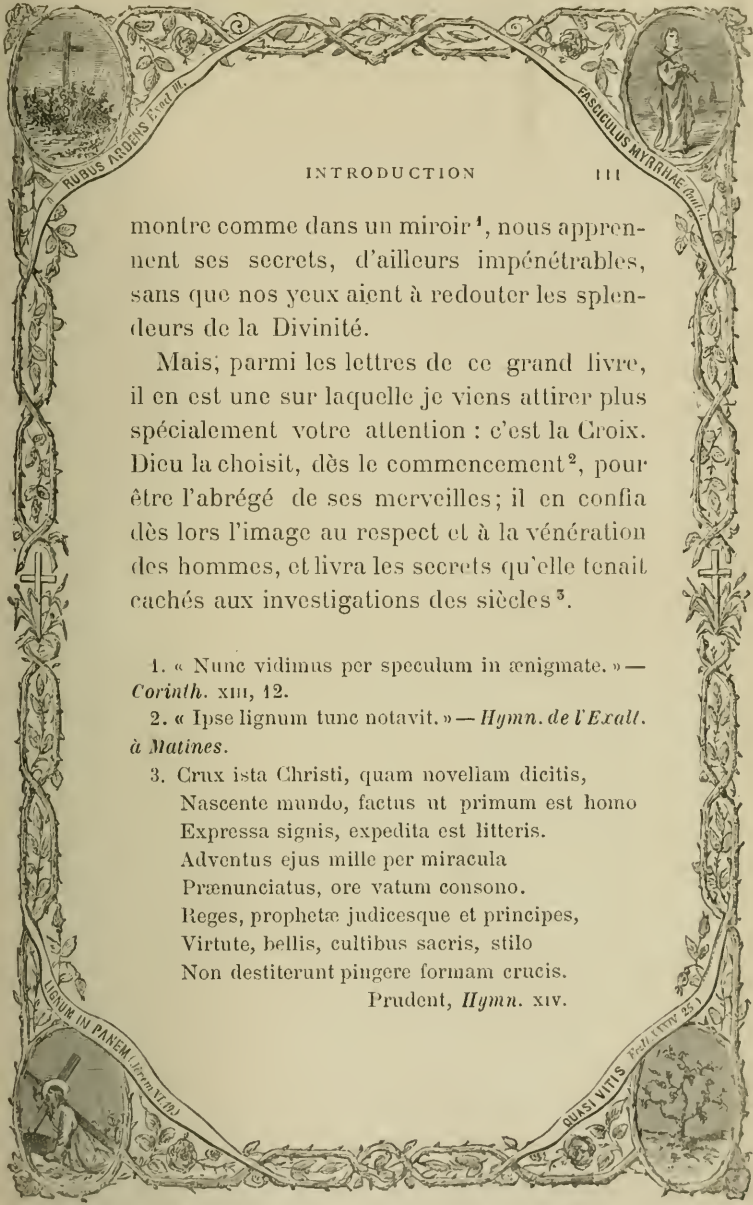 RUBUS ARDENS Exod III.
FASCICULUS MYRRHAE
INTRODUCTION III
montre comme dans un miroir¹, nous appren-
nent ses secrets, d'ailleurs impénétrables,
sans que nos yeux aient à redouter les splen-
deurs de la Divinité.
Mais, parmi les lettres de ce grand livre,
il en est une sur laquelle je viens attirer plus
spécialement votre attention : c'est la Croix.
Dieu la choisit, dès le commencement², pour
être l'abrégé de ses merveilles; il en confia
dès lors l'image au respect et à la vénération
des hommes, et livra les secrets qu'elle tenait
cachés aux investigations des siècles³.
1. « Nunc vidimus per speculum in ænigmate. » —
Corinth. XIII, 12.
2. « Ipse lignum tunc notavit. » — Hymn. de l'Exalt.
à Matines.
3. Crux ista Christi, quam novellam dicitis,
Nascente mundo, factus ut primum est homo
Expressa signis, expedita est litteris.
Adventus ejus mille per miracula
Prænunciatus, ore vatum consono.
Reges, prophetæ judicesque et principes,
Virtute, bellis, cultibus sacris, stilo
Non destiterunt pingere formam crucis.
Prudent, Hymn. XIV.
LIGNUM IN PANEM (Jérem
QUASI VITIS